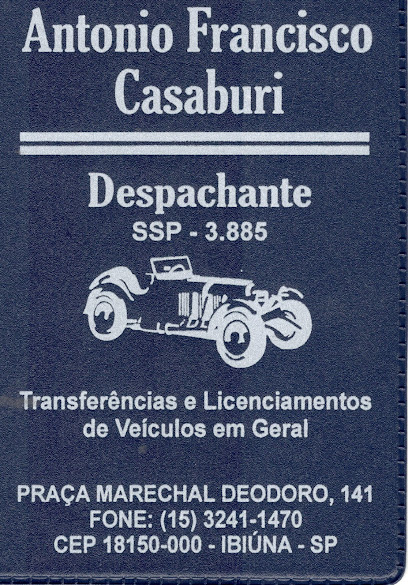 Antonio Francisco
Casaburi
Despachante
SSP - 3.885
Transferências e Licenciamentos
de Veículos em Geral
PRAÇA MARECHAL DEODORO, 141
FONE: (15) 3241-1470
CEP 18150-000 - IBIÚNA - SP